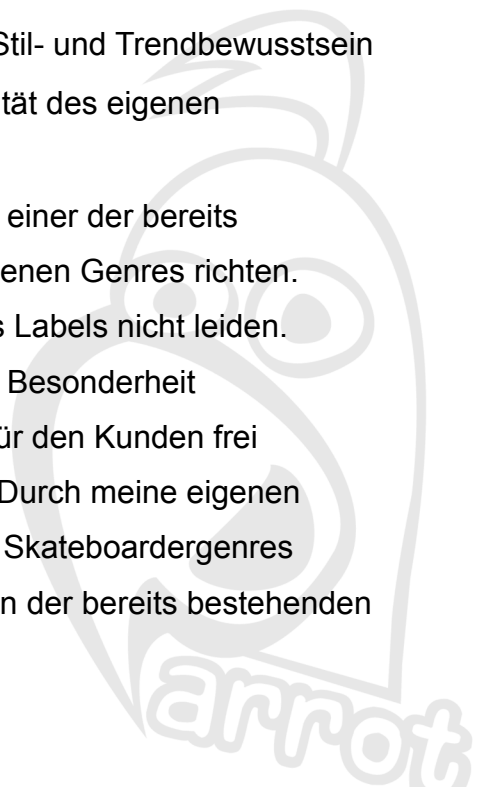 Stil- und Trendbewusstsein
tät des eigenen
einer der bereits
enen Genres richten.
s Labels nicht leiden.
Besonderheit
ür den Kunden frei
Durch meine eigenen
Skateboardergenres
n der bereits bestehenden
arrot